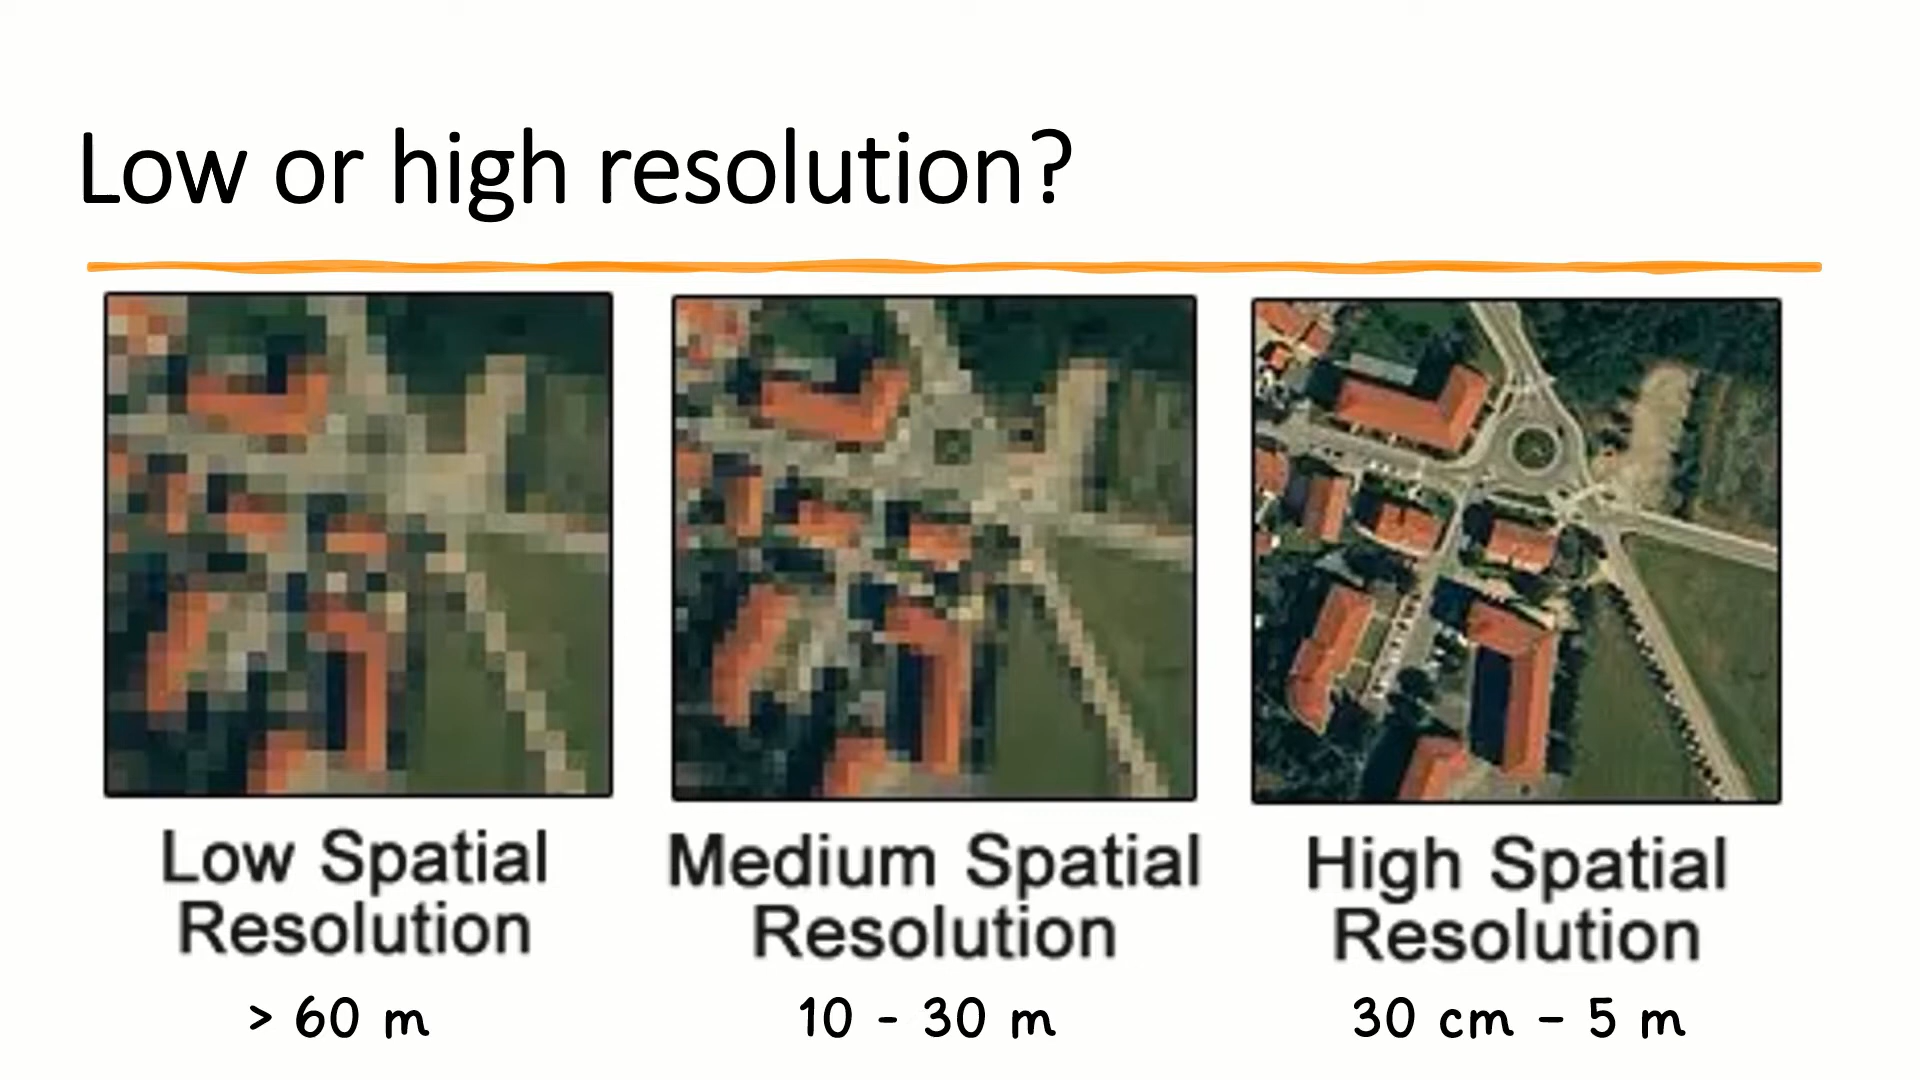 Low or high resolution?
Low Spatial
Resolution
> 60 m
Medium Spatial
Resolution
10 - 30 m
High Spatial
Resolution
30 cm – 5 m